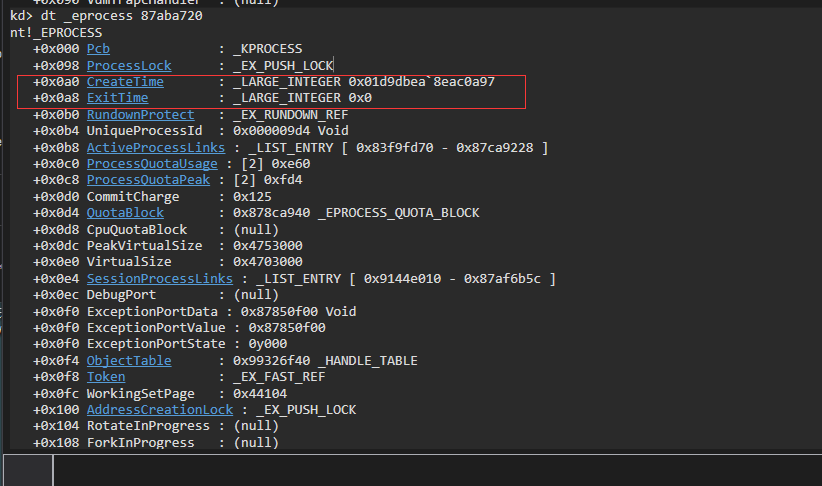 kd> dt _eprocess 87aba720
nt!_EPROCESS
+0x000 Pcb : _KPROCESS
+0x098 ProcessLock : _EX_PUSH_LOCK
+0x0a0 CreateTime : _LARGE_INTEGER 0x01d9dbea`8eac0a97
+0x0a8 ExitTime : _LARGE_INTEGER 0x0
+0x0b0 RundownProtect : _EX_RUNDOWN_REF
+0x0b4 UniqueProcessId : 0x000009d4 Void
+0x0b8 ActiveProcessLinks : _LIST_ENTRY [ 0x83f9fd70 - 0x87ca9228 ]
+0x0c0 ProcessQuotaUsage : [2] 0xe60
+0x0c8 ProcessQuotaPeak : [2] 0xfd4
+0x0d0 CommitCharge : 0x125
+0x0d4 QuotaBlock : 0x878ca940 _EPROCESS_QUOTA_BLOCK
+0x0d8 CpuQuotaBlock : (null)
+0x0dc PeakVirtualSize : 0x4753000
+0x0e0 VirtualSize : 0x4703000
+0x0e4 SessionProcessLinks : _LIST_ENTRY [ 0x9144e010 - 0x87af6b5c ]
+0x0ec DebugPort : (null)
+0x0f0 ExceptionPortData : 0x87850f00 Void
+0x0f0 ExceptionPortValue : 0x87850f00
+0x0f0 ExceptionPortState : 0y000
+0x0f4 ObjectTable : 0x99326f40 _HANDLE_TABLE
+0x0f8 Token : _EX_FAST_REF
+0x0fc WorkingSetPage : 0x44104
+0x100 AddressCreationLock : _EX_PUSH_LOCK
+0x104 RotateInProgress : (null)
+0x108 ForkInProgress : (null)